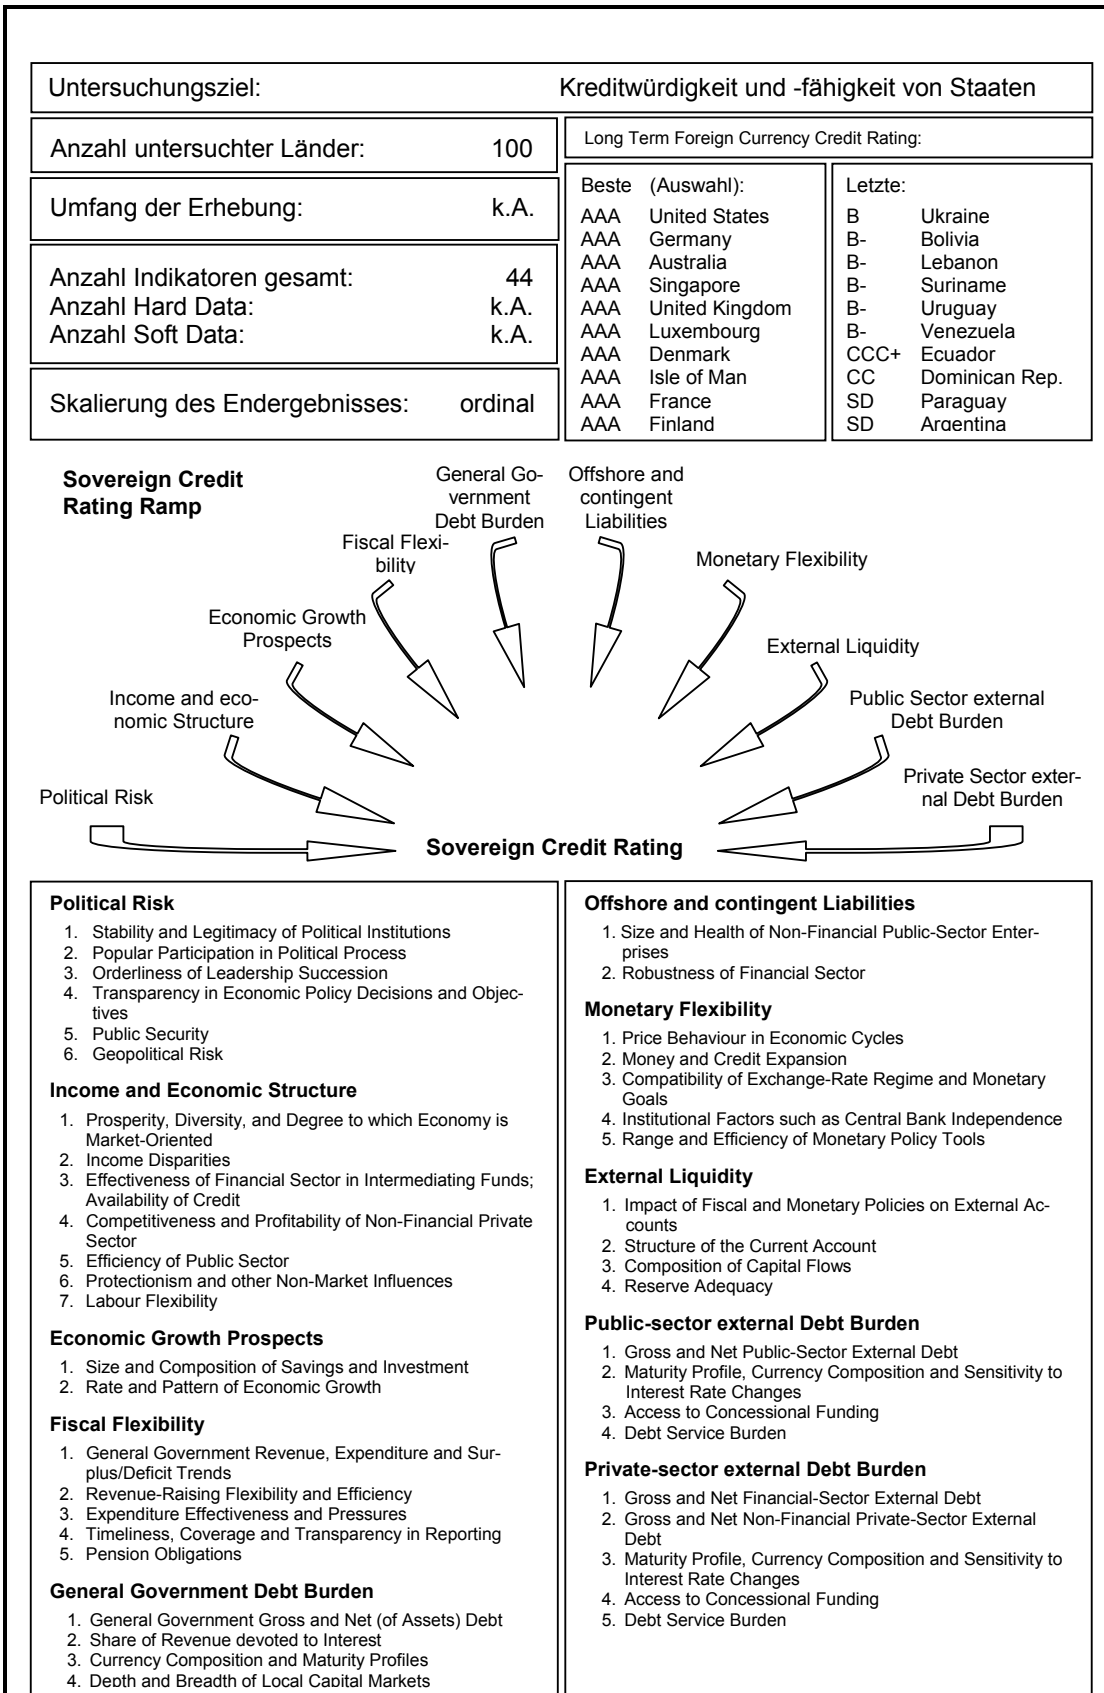 Untersuchungsziel: Kreditwürdigkeit und -fähigkeit von Staaten
Anzahl untersuchter Länder: 100
Umfang der Erhebung: k.A.
Anzahl Indikatoren gesamt: 44
Anzahl Hard Data: k.A.
Anzahl Soft Data: k.A.
Skalierung des Endergebnisses: ordinal
Long Term Foreign Currency Credit Rating:
Beste (Auswahl):
AAA United States
AAA Germany
AAA Australia
AAA Singapore
AAA United Kingdom
AAA Luxembourg
AAA Denmark
AAA Isle of Man
AAA France
AAA Finland
Letzte:
B Ukraine
B- Bolivia
B- Lebanon
B- Suriname
B- Uruguay
B- Venezuela
CCC+ Ecuador
CC Dominican Rep.
SD Paraguay
SD Argentina
Sovereign Credit
Rating Ramp
General Go-
vernment
Debt Burden
Offshore and
contingent
Liabilities
Fiscal Flexi-
bility
Monetary Flexibility
Economic Growth
Prospects
External Liquidity
Income and eco-
nomic Structure
Public Sector external
Debt Burden
Political Risk
Private Sector exter-
nal Debt Burden
Sovereign Credit Rating
Political Risk
1. Stability and Legitimacy of Political Institutions
2. Popular Participation in Political Process
3. Orderliness of Leadership Succession
4. Transparency in Economic Policy Decisions and Objec-
tives
5. Public Security
6. Geopolitical Risk
Income and Economic Structure
1. Prosperity, Diversity, and Degree to which Economy is
Market-Oriented
2. Income Disparities
3. Effectiveness of Financial Sector in Intermediating Funds;
Availability of Credit
4. Competitiveness and Profitability of Non-Financial Private
Sector
5. Efficiency of Public Sector
6. Protectionism and other Non-Market Influences
7. Labour Flexibility
Economic Growth Prospects
1. Size and Composition of Savings and Investment
2. Rate and Pattern of Economic Growth
Fiscal Flexibility
1. General Government Revenue, Expenditure and Sur-
plus/Deficit Trends
2. Revenue-Raising Flexibility and Efficiency
3. Expenditure Effectiveness and Pressures
4. Timeliness, Coverage and Transparency in Reporting
5. Pension Obligations
General Government Debt Burden
1. General Government Gross and Net (of Assets) Debt
2. Share of Revenue devoted to Interest
3. Currency Composition and Maturity Profiles
4. Depth and Breadth of Local Capital Markets
Offshore and contingent Liabilities
1. Size and Health of Non-Financial Public-Sector Enter-
prises
2. Robustness of Financial Sector
Monetary Flexibility
1. Price Behaviour in Economic Cycles
2. Money and Credit Expansion
3. Compatibility of Exchange-Rate Regime and Monetary
Goals
4. Institutional Factors such as Central Bank Independence
5. Range and Efficiency of Monetary Policy Tools
External Liquidity
1. Impact of Fiscal and Monetary Policies on External Ac-
counts
2. Structure of the Current Account
3. Composition of Capital Flows
4. Reserve Adequacy
Public-sector external Debt Burden
1. Gross and Net Public-Sector External Debt
2. Maturity Profile, Currency Composition and Sensitivity to
Interest Rate Changes
3. Access to Concessional Funding
4. Debt Service Burden
Private-sector external Debt Burden
1. Gross and Net Financial-Sector External Debt
2. Gross and Net Non-Financial Private-Sector External
Debt
3. Maturity Profile, Currency Composition and Sensitivity to
Interest Rate Changes
4. Access to Concessional Funding
5. Debt Service Burden